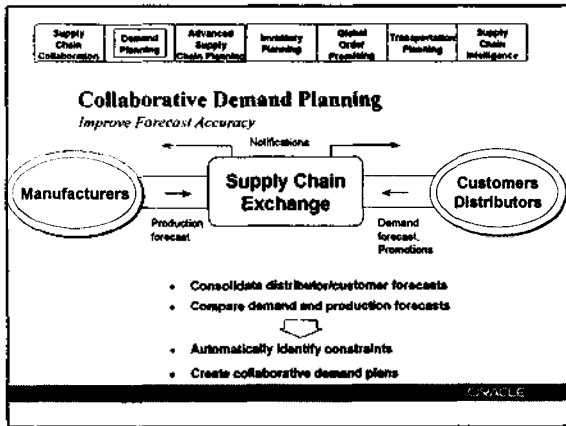 Supply
Chain
Collaboration
Demand
Planning
Advanced
Supply
Chain Planning
Inventory
Planning
Global
Order
Promising
Transportation
Planning
Supply
Chain
Intelligence
Collaborative Demand Planning
Improve Forecast Accuracy
Notifications
Manufacturers
Supply Chain
Exchange
Customers
Distributors
Production
forecast
Demand
forecast,
Promotions
• Consolidate distributor/customer forecasts
• Compare demand and production forecasts
• Automatically identify constraints
• Create collaborative demand plans
ORACLE